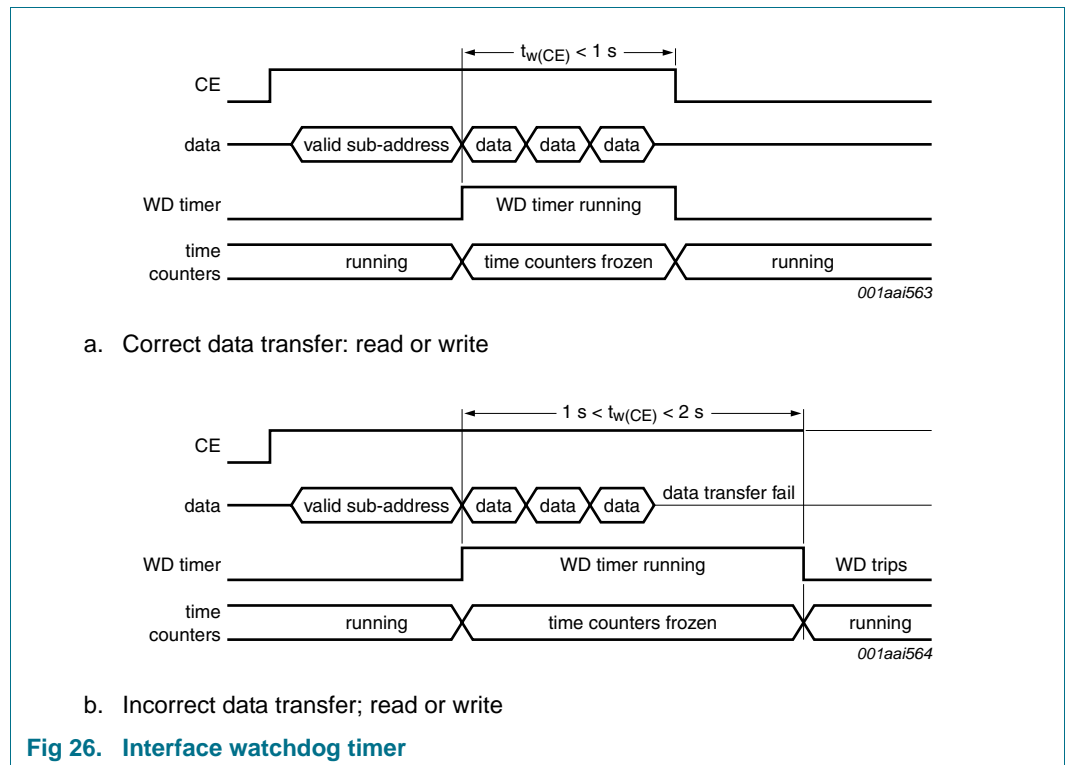 tw(CE) < 1 s
CE
data
valid sub-address
data
data
data
WD timer
WD timer running
time
counters
running
time counters frozen
running
001aai563
a. Correct data transfer: read or write
1 s < tw(CE) < 2 s
CE
data
valid sub-address
data
data
data
data transfer fail
WD timer
WD timer running
WD trips
time
counters
running
time counters frozen
running
001aai564
b. Incorrect data transfer; read or write
Fig 26. Interface watchdog timer